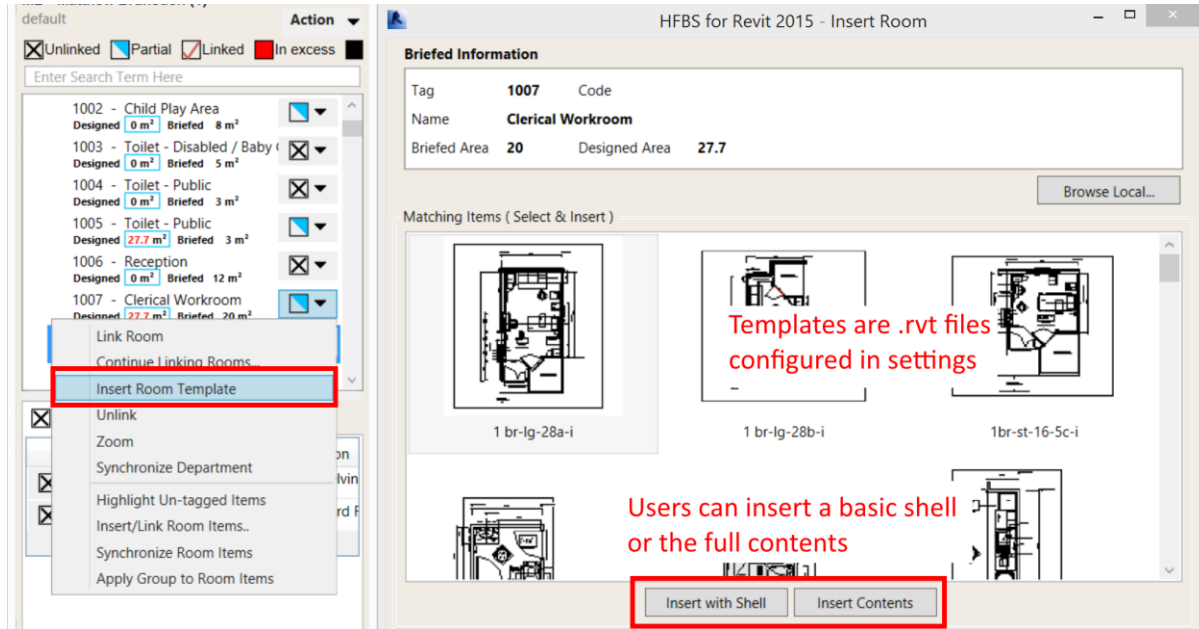 default
Action
Unlinked Partial Linked In excess
Enter Search Term Here
1002 - Child Play Area
Designed 0 m² Briefed 8 m²
1003 - Toilet - Disabled / Baby
Designed 0 m² Briefed 5 m²
1004 - Toilet - Public
Designed 0 m² Briefed 3 m²
1005 - Toilet - Public
Designed 27.7 m² Briefed 3 m²
1006 - Reception
Designed 0 m² Briefed 12 m²
1007 - Clerical Workroom
Designed 27.7 m² Briefed 20 m²
Link Room
Continue Linking Rooms...
Insert Room Template
Unlink
Zoom
Synchronize Department
Highlight Un-tagged Items
Insert/Link Room Items..
Synchronize Room Items
Apply Group to Room Items
HFBS for Revit 2015 - Insert Room
Briefed Information
Tag 1007 Code
Name Clerical Workroom
Briefed Area 20 Designed Area 27.7
Browse Local...
Matching Items ( Select & Insert )
Templates are .rvt files
configured in settings
1 br-lg-28a-i 1 br-lg-28b-i 1br-st-16-5c-i
Users can insert a basic shell
or the full contents
Insert with Shell Insert Contents